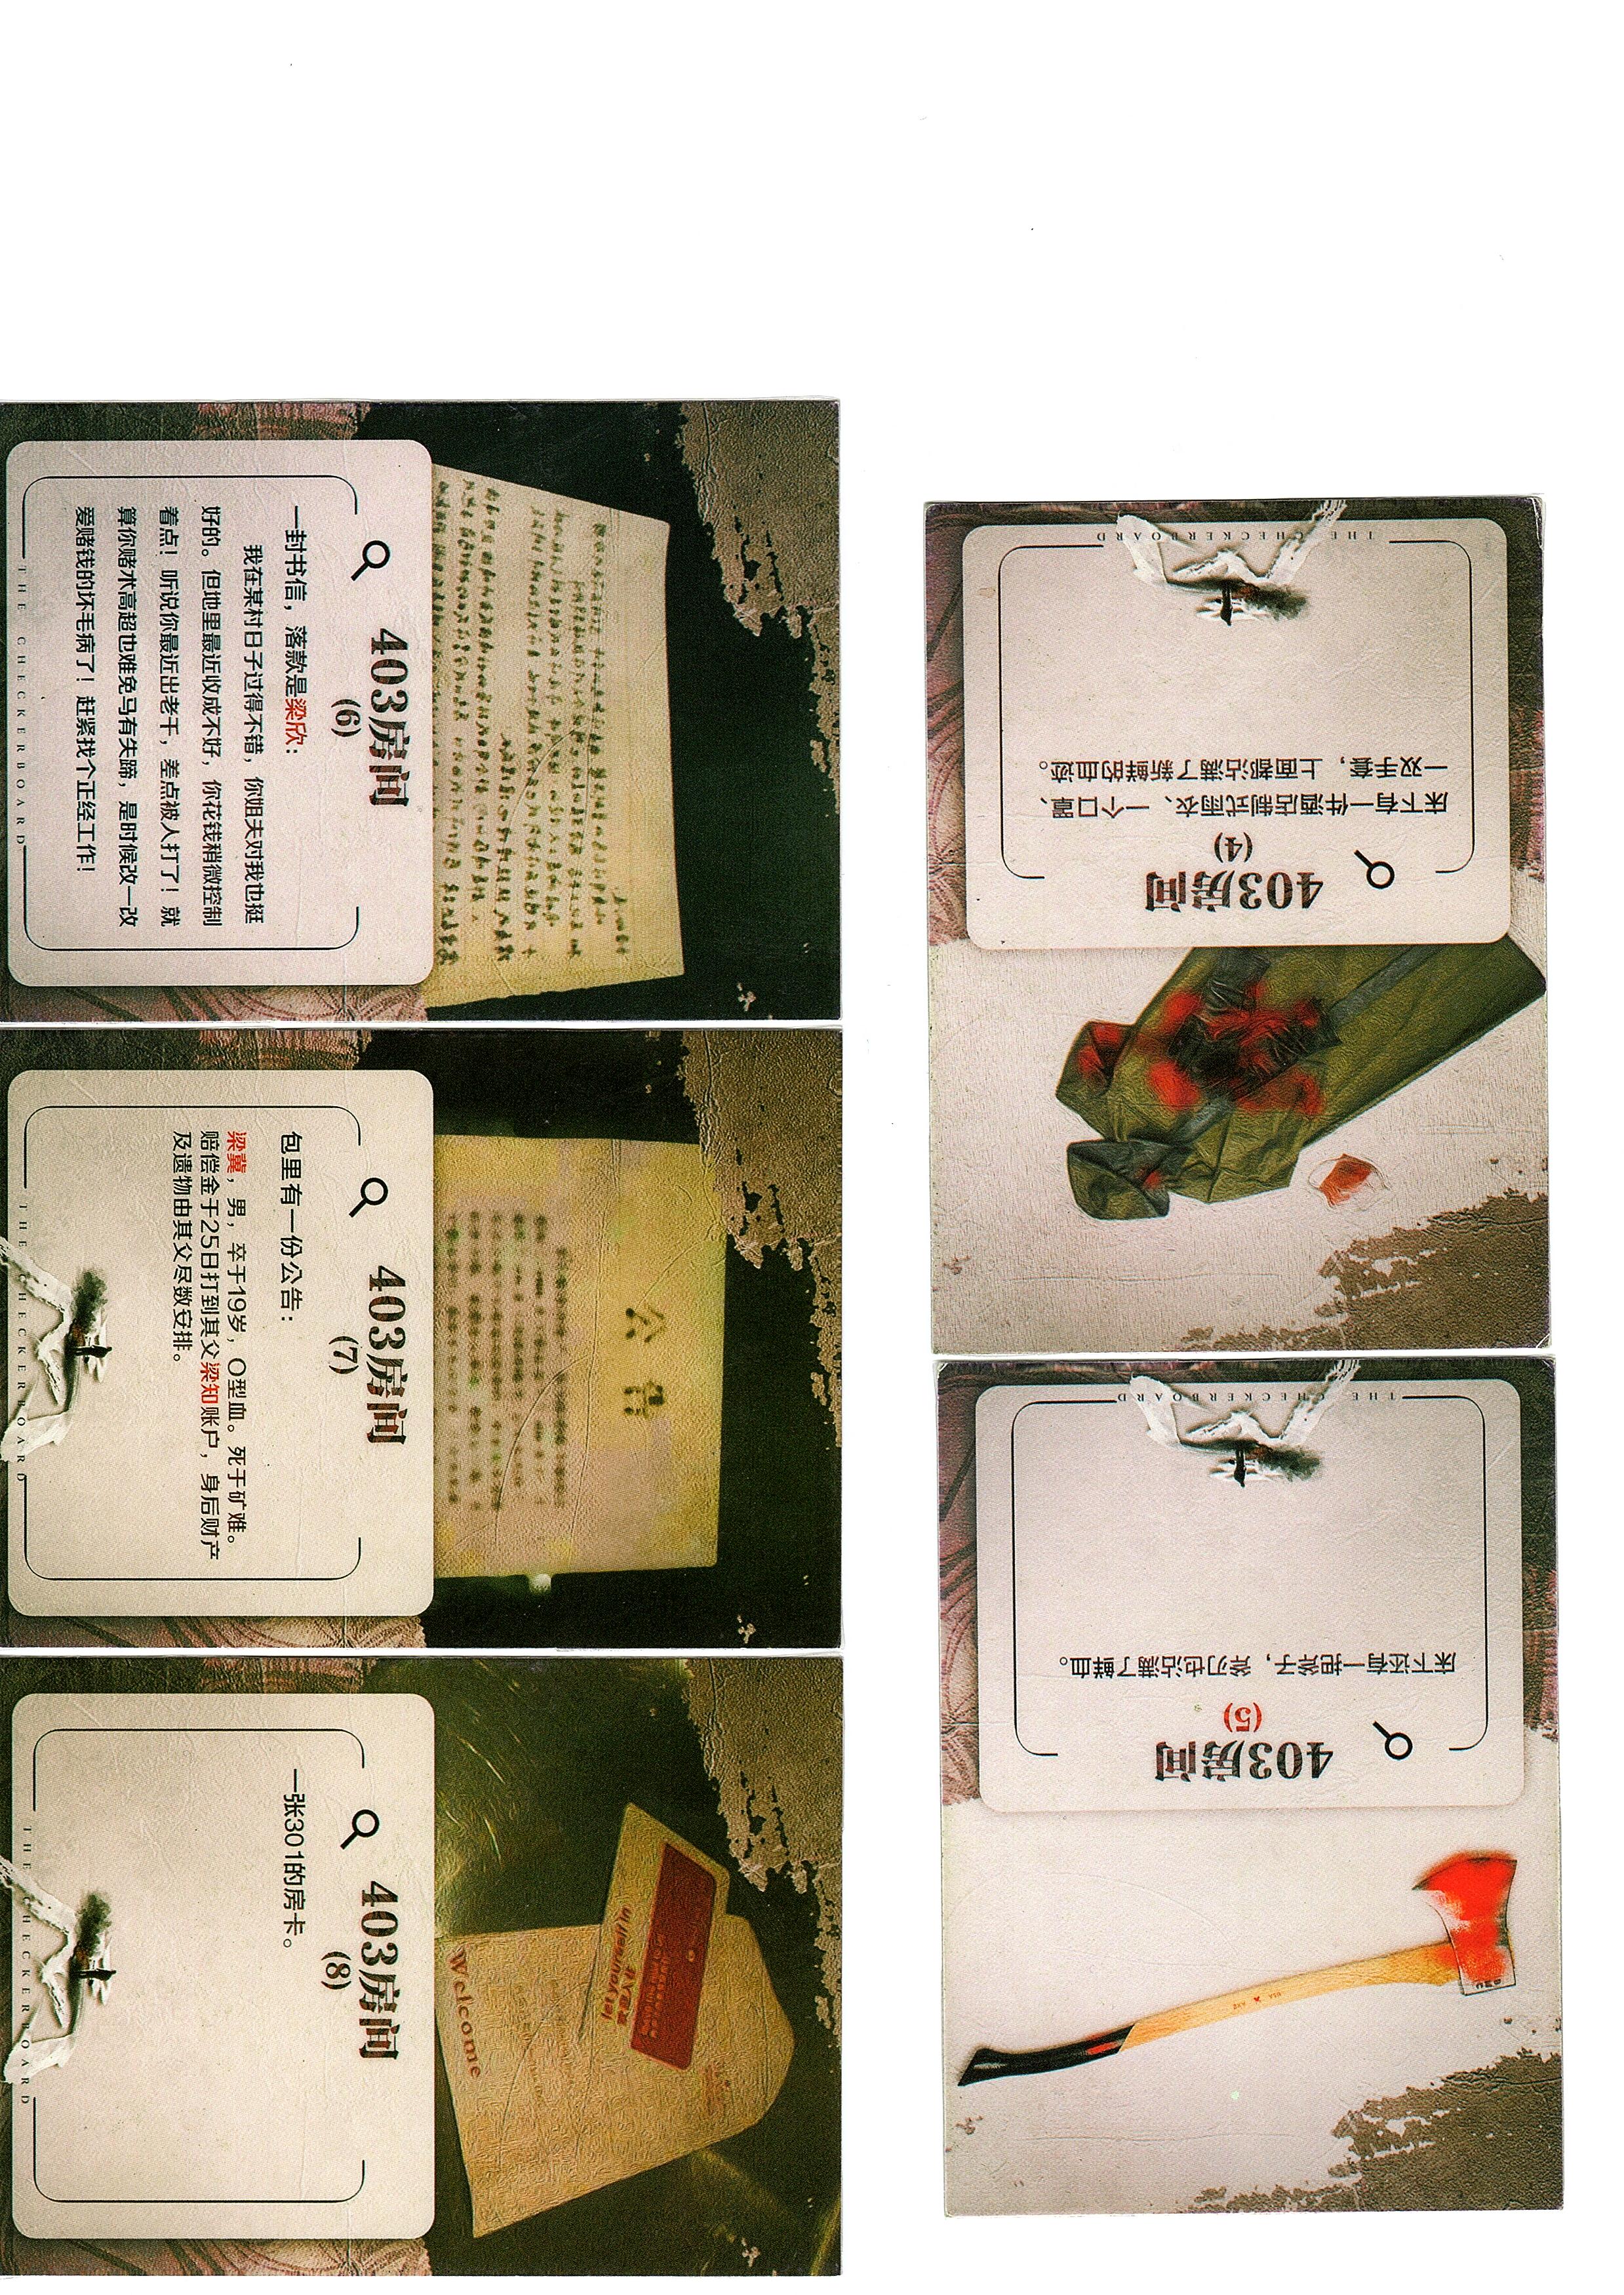 403房间
(4)
床下有一件酒店制式雨衣、一个口罩、
一双手套，上面都沾满了新鲜的血迹。
THE CHECKERBOARD
403房间
(5)
床下还有一把斧子，斧刃也沾满了鲜血。
THE CHECKERBOARD
403房间
(6)
一封书信，落款是梁欣：
我在某村日子过得不错，你姐夫对我也挺
好的。但地里最近收成不好，你花钱稍微控制
着点！听说你最近出老千，差点被人打了！就
算你赌术高超也难免马有失蹄，是时候改一改
爱赌钱的坏毛病了！赶紧找个正经工作！
THE CHECKERBOARD
公告
403房间
(7)
包里有一份公告：
梁冀，男，卒于19岁，O型血。死于矿难。
赔偿金于25日打到其父梁知账户，身后财产
及遗物由其父尽数安排。
THE CHECKERBOARD
let yourself in
欢迎入住
Welcome
403房间
(8)
一张301的房卡。
THE CHECKERBOARD